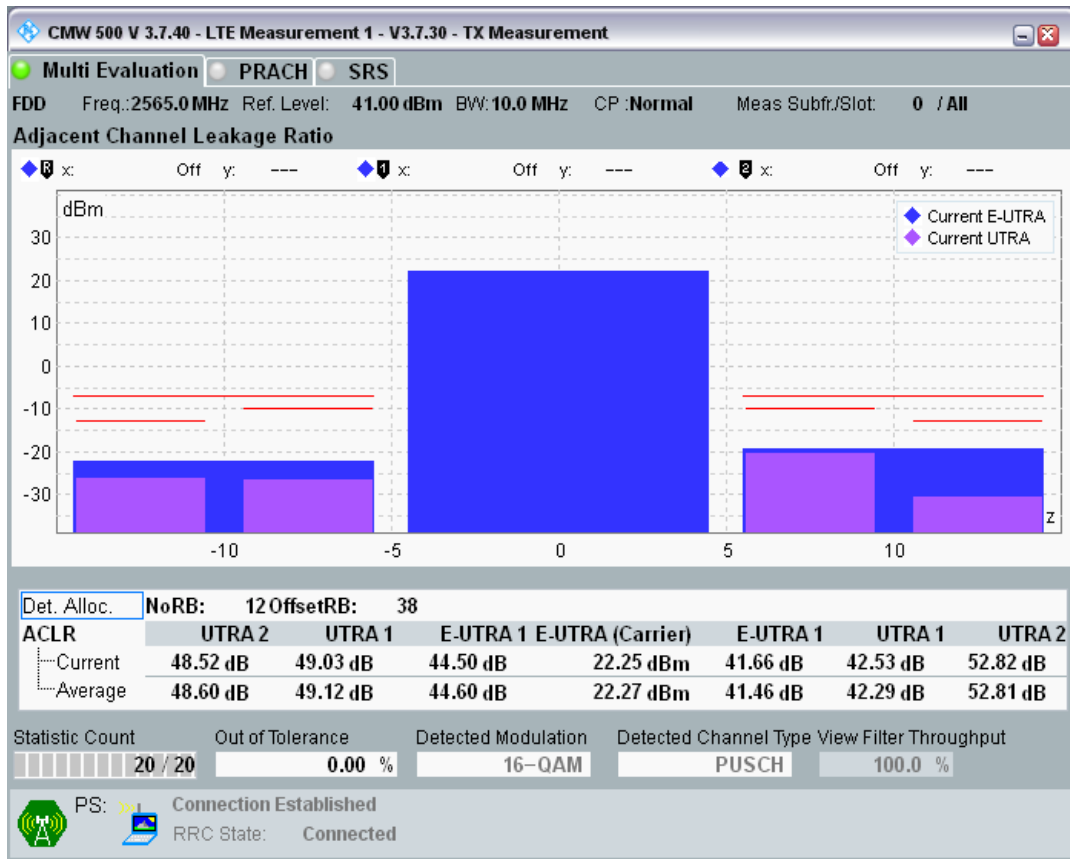 CMW 500 V 3.7.40 - LTE Measurement 1 - V3.7.30 - TX Measurement
Multi Evaluation PRACH SRS
FDD Freq.:2565.0 MHz Ref. Level: 41.00 dBm BW:10.0 MHz CP :Normal Meas Subfr./Slot: 0 / All
Adjacent Channel Leakage Ratio
R x: Off y: --- 1 x: Off y: --- 2 x: Off y: ---
dBm
Current E-UTRA
Current UTRA
30
20
10
0
-10
-20
-30
z
-10 -5 0 5 10
Det. Alloc. NoRB: 12 OffsetRB: 38
ACLR UTRA 2 UTRA 1 E-UTRA 1 E-UTRA (Carrier) E-UTRA 1 UTRA 1 UTRA 2
Current 48.52 dB 49.03 dB 44.50 dB 22.25 dBm 41.66 dB 42.53 dB 52.82 dB
Average 48.60 dB 49.12 dB 44.60 dB 22.27 dBm 41.46 dB 42.29 dB 52.81 dB
Statistic Count Out of Tolerance Detected Modulation Detected Channel Type View Filter Throughput
20 / 20 0.00 % 16-QAM PUSCH 100.0 %
PS: Connection Established
RRC State: Connected